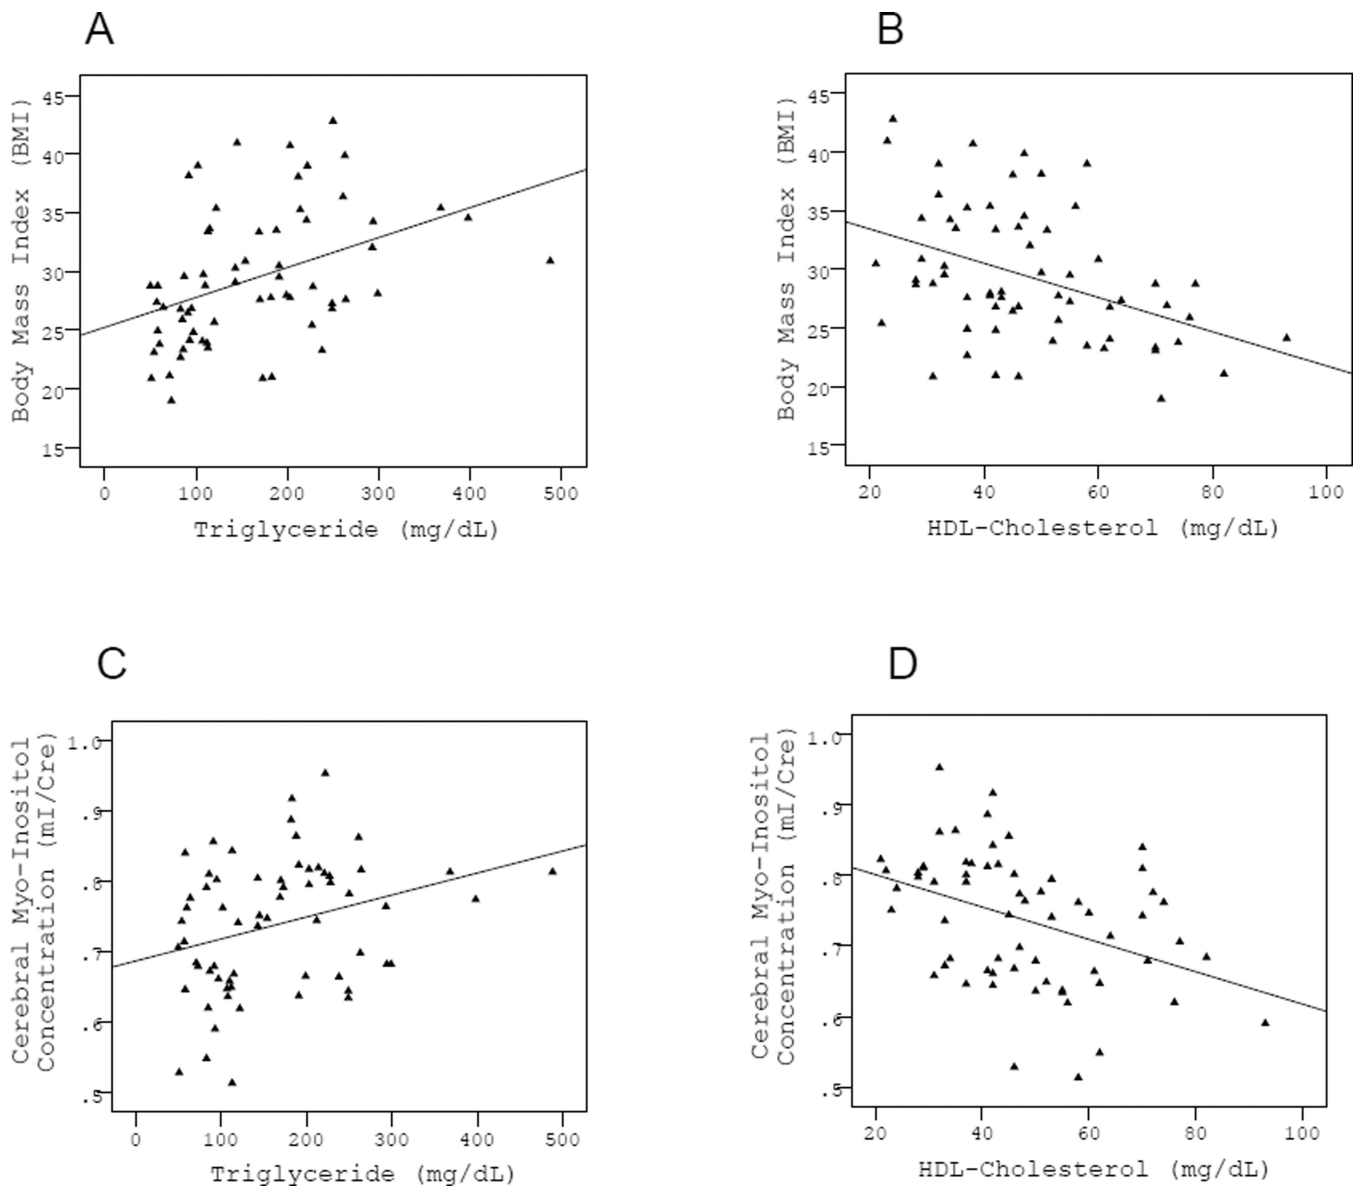 A
Body Mass Index (BMI)
45
40
35
30
25
20
15
0 100 200 300 400 500
Triglyceride (mg/dL)
B
Body Mass Index (BMI)
45
40
35
30
25
20
15
20 40 60 80 100
HDL-Cholesterol (mg/dL)
C
Cerebral Myo-Inositol
Concentration (mI/Cre)
1.0
.9
.8
.7
.6
.5
0 100 200 300 400 500
Triglyceride (mg/dL)
D
Cerebral Myo-Inositol
Concentration (mI/Cre)
1.0
.9
.8
.7
.6
.5
20 40 60 80 100
HDL-Cholesterol (mg/dL)